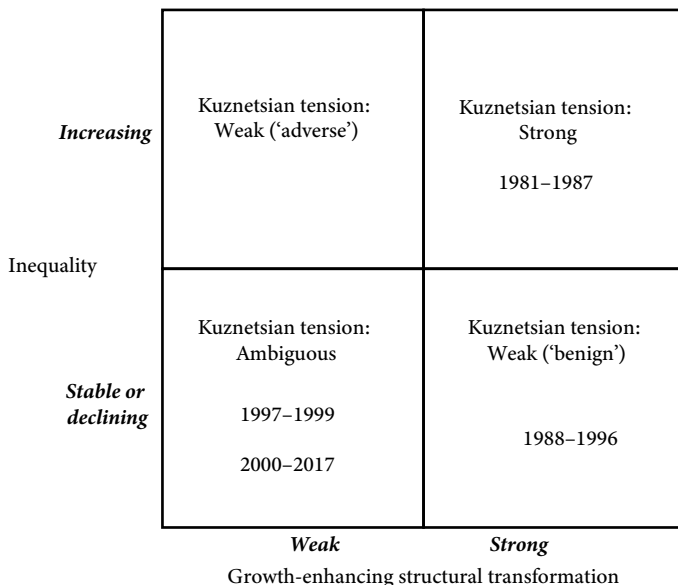 Kuznetsian tension:
Weak (‘adverse’)
Kuznetsian tension:
Strong
1981–1987
Increasing
Inequality
Kuznetsian tension:
Ambiguous
1997–1999
2000–2017
Kuznetsian tension:
Weak (‘benign’)
1988–1996
Stable or
declining
Weak
Strong
Growth-enhancing structural transformation